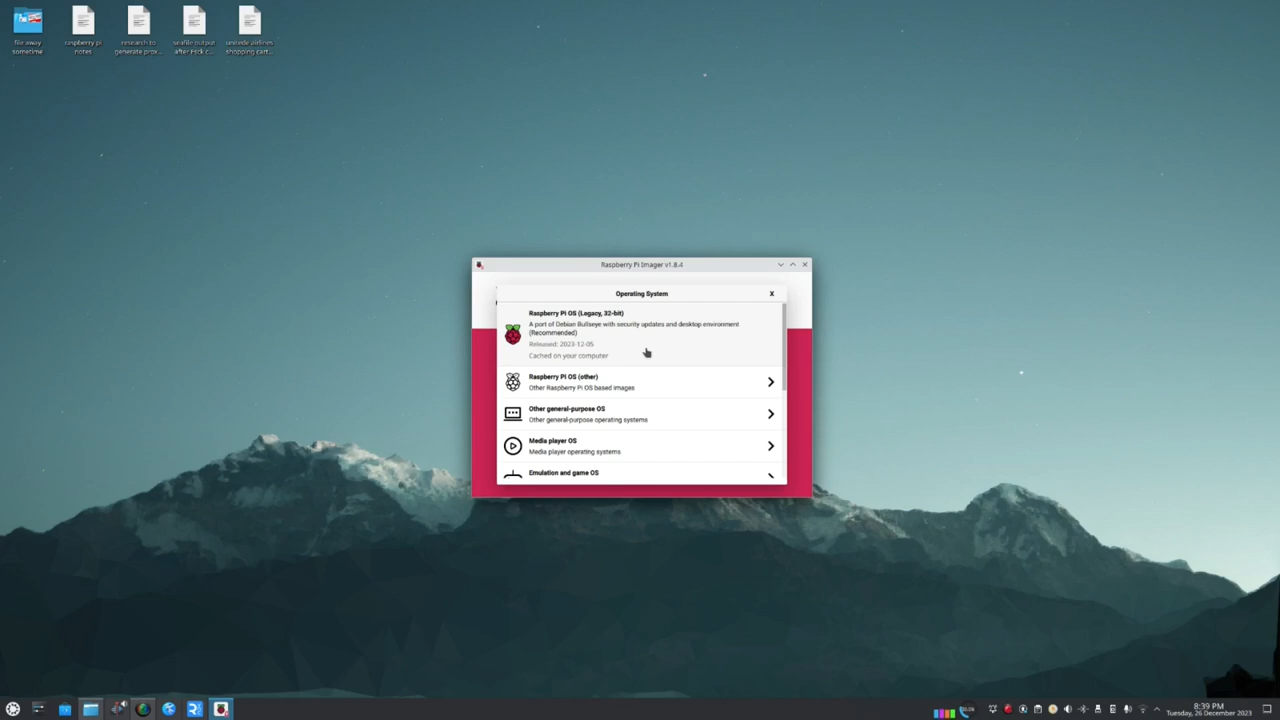 file away
sometime
raspberry pi
notes
research to
generate prox...
seafile output
after fsck c...
unitede airlines
shopping cart...
Raspberry Pi Imager v1.8.4
Operating System
X
Raspberry Pi OS (Legacy, 32-bit)
A port of Debian Bullseye with security updates and desktop environment
(Recommended)
Released: 2023-12-05
Cached on your computer
Raspberry Pi OS (other)
Other Raspberry Pi OS based images
Other general-purpose OS
Other general-purpose operating systems
Media player OS
Media player operating systems
Emulation and game OS
8:39 PM
Tuesday, 26 December 2023